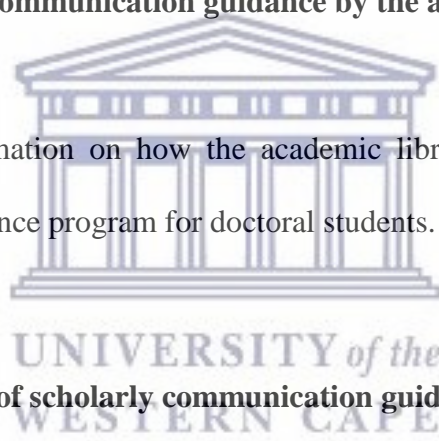 ommunication guidance by the a
nation on how the academic libr
nce program for doctoral students.
UNIVERSITY of the
of scholarly communication guid
WESTERN CAPE